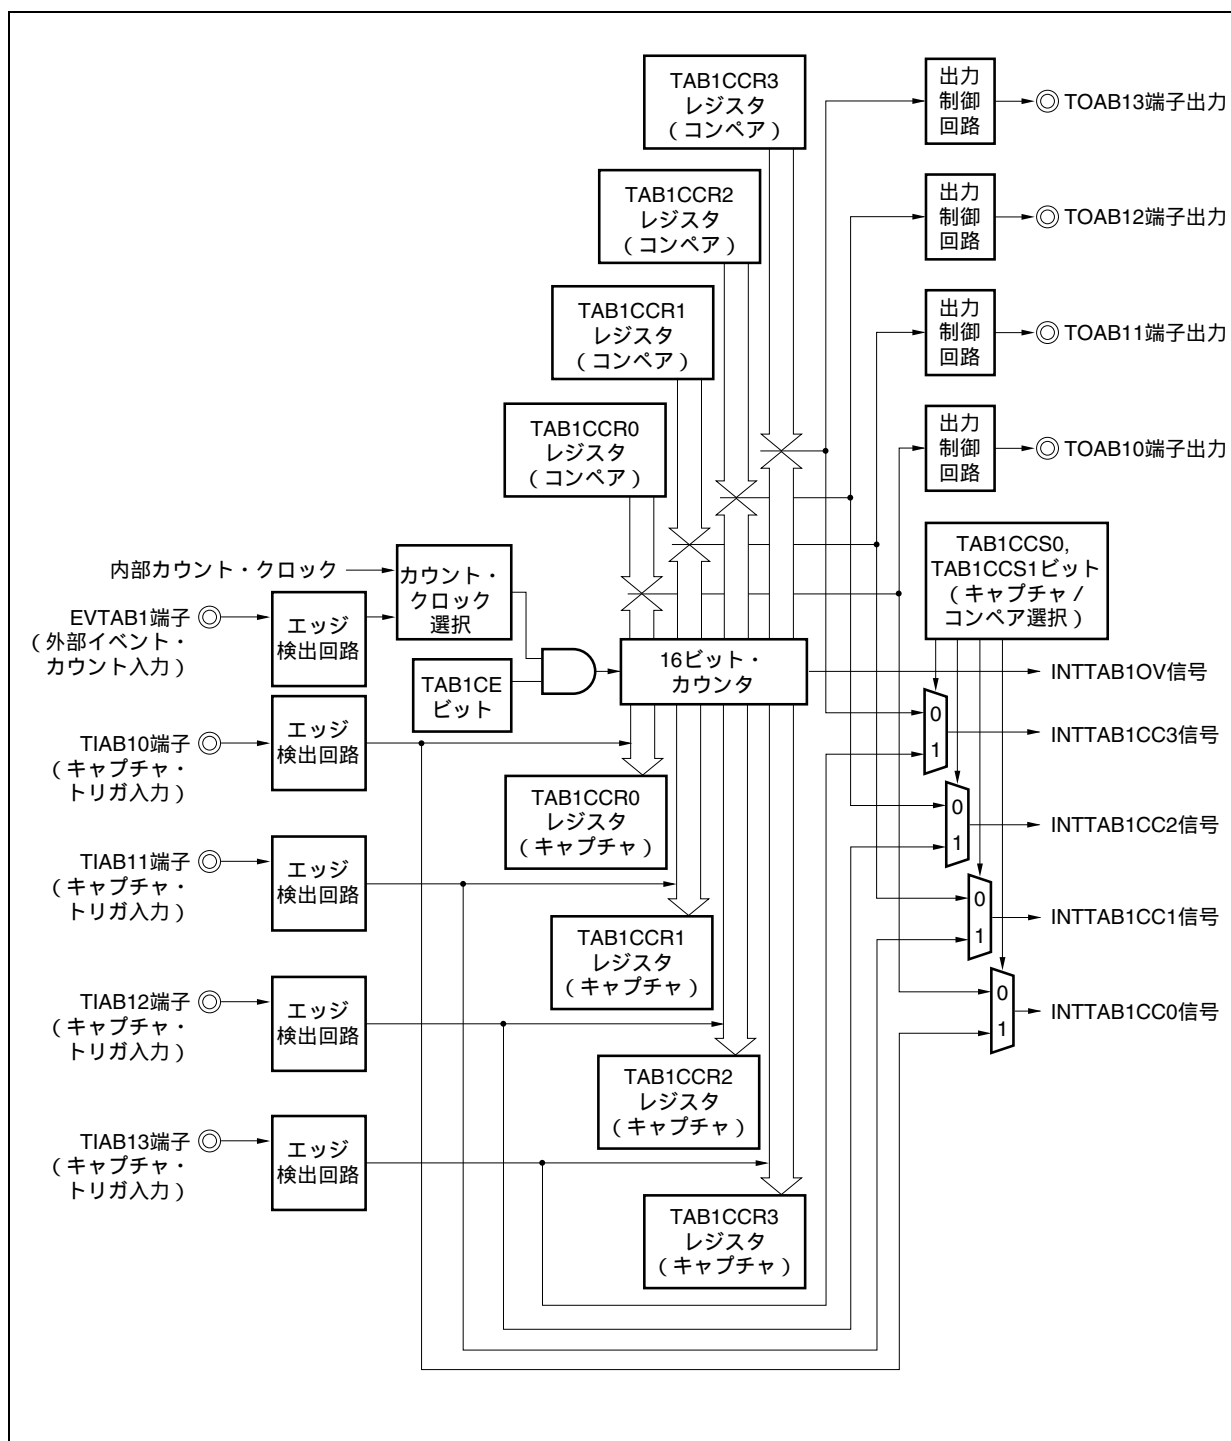 TAB1CCR3
レジスタ
（コンペア）
出力
制御
回路
TOAB13端子出力
TAB1CCR2
レジスタ
（コンペア）
出力
制御
回路
TOAB12端子出力
TAB1CCR1
レジスタ
（コンペア）
出力
制御
回路
TOAB11端子出力
TAB1CCR0
レジスタ
（コンペア）
出力
制御
回路
TOAB10端子出力
内部カウント・クロック
カウント・
クロック
選択
TAB1CCS0,
TAB1CCS1ビット
（キャプチャ／
コンペア選択）
EVTAB1端子
（外部イベント・
カウント入力）
エッジ
検出回路
TAB1CE
ビット
16ビット・
カウンタ
INTTAB1OV信号
TIAB10端子
（キャプチャ・
トリガ入力）
エッジ
検出回路
0
1
INTTAB1CC3信号
TAB1CCR0
レジスタ
（キャプチャ）
0
1
INTTAB1CC2信号
TIAB11端子
（キャプチャ・
トリガ入力）
エッジ
検出回路
TAB1CCR1
レジスタ
（キャプチャ）
0
1
INTTAB1CC1信号
TIAB12端子
（キャプチャ・
トリガ入力）
エッジ
検出回路
0
1
INTTAB1CC0信号
TAB1CCR2
レジスタ
（キャプチャ）
TIAB13端子
（キャプチャ・
トリガ入力）
エッジ
検出回路
TAB1CCR3
レジスタ
（キャプチャ）